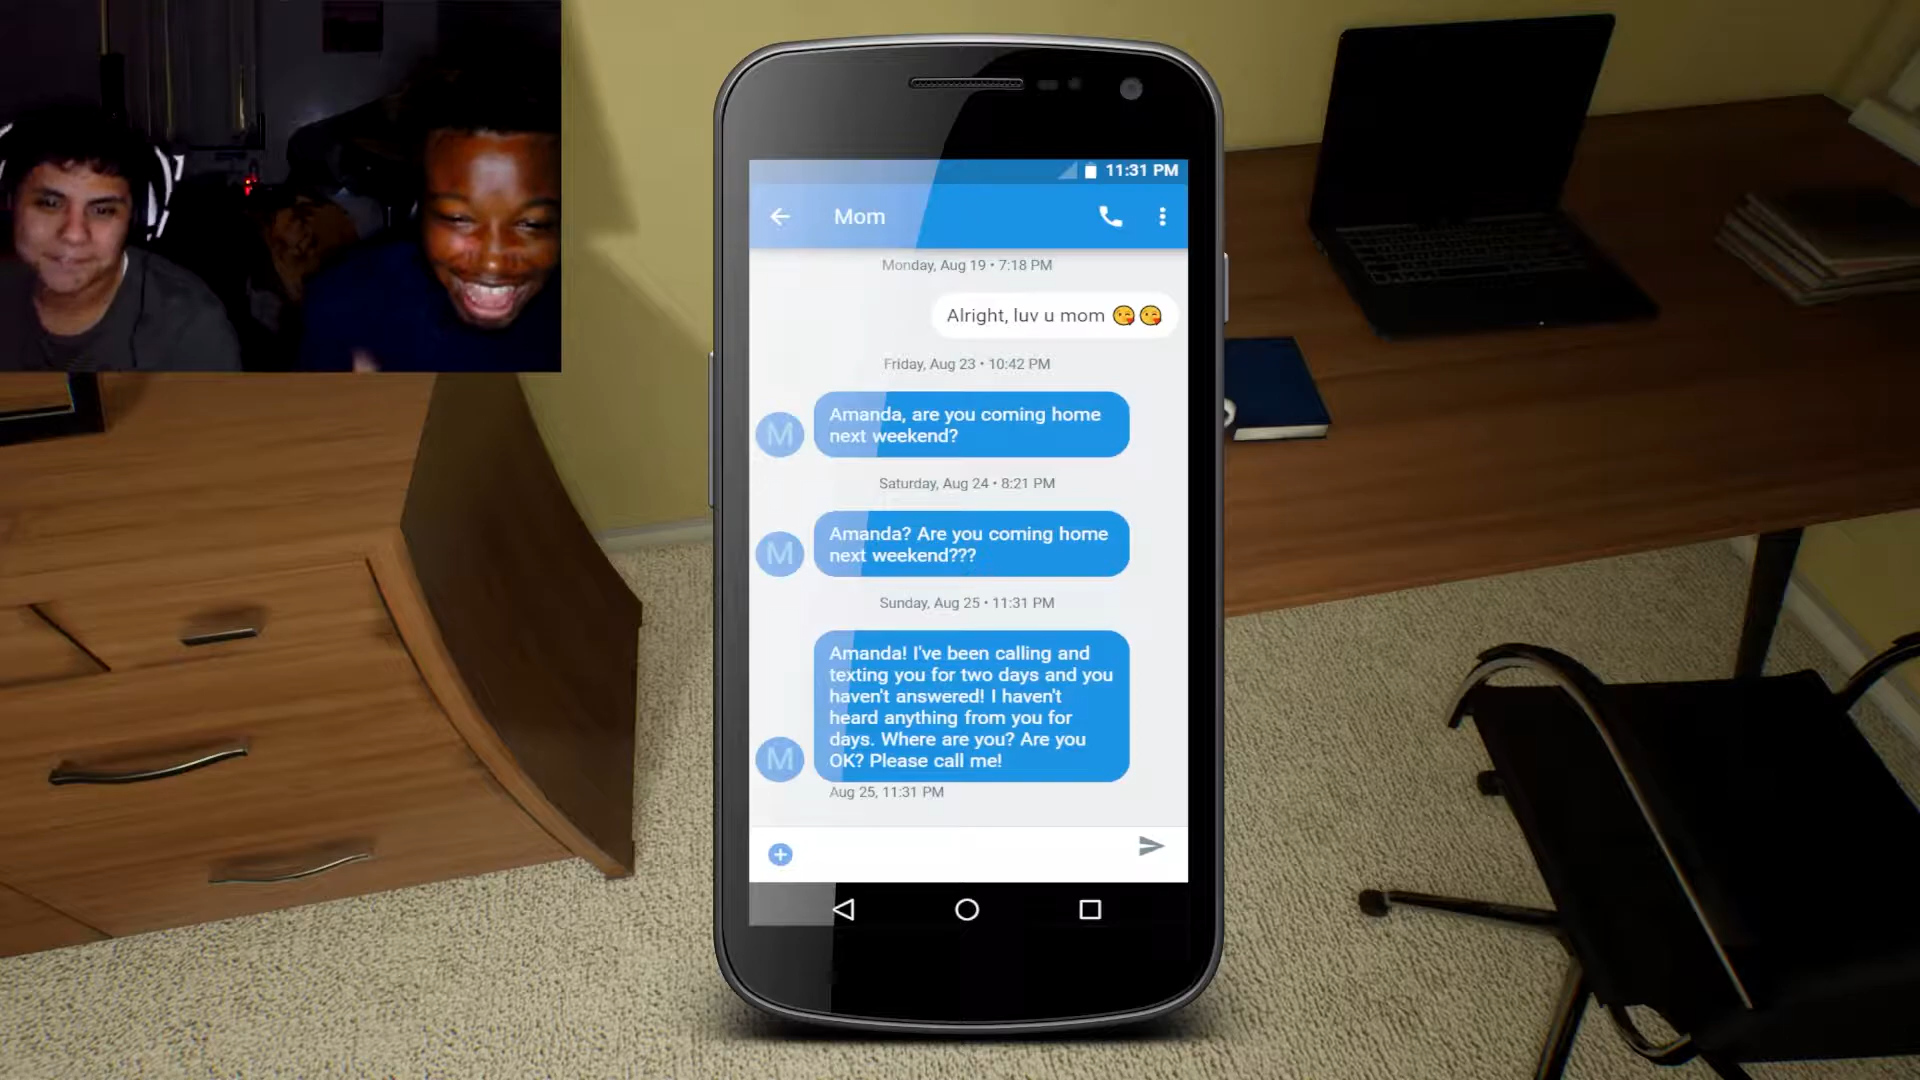 11:31 PM
Mom
Monday, Aug 19 • 7:18 PM
Alright, luv u mom 😘😘
Friday, Aug 23 • 10:42 PM
Amanda, are you coming home
next weekend?
M
Saturday, Aug 24 • 8:21 PM
Amanda? Are you coming home
next weekend???
M
Sunday, Aug 25 • 11:31 PM
Amanda! I've been calling and
texting you for two days and you
haven't answered! I haven't
heard anything from you for
days. Where are you? Are you
OK? Please call me!
M
Aug 25, 11:31 PM